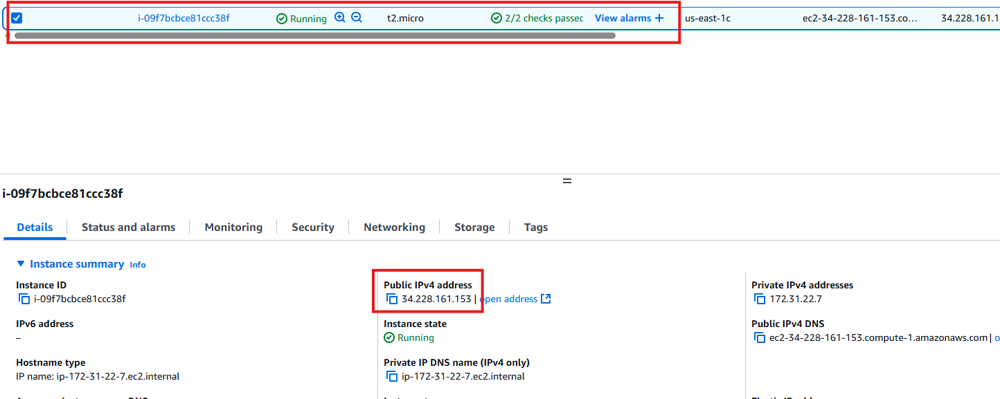 i-09f7bcbce81ccc38f Running t2.micro 2/2 checks passec View alarms + us-east-1c ec2-34-228-161-153.co... 34.228.161.1
i-09f7bcbce81ccc38f
Details Status and alarms Monitoring Security Networking Storage Tags
Instance summary Info
Instance ID
i-09f7bcbce81ccc38f
Public IPv4 address
34.228.161.153 | open address
Private IPv4 addresses
172.31.22.7
IPv6 address
–
Instance state
Running
Public IPv4 DNS
ec2-34-228-161-153.compute-1.amazonaws.com | o
Hostname type
IP name: ip-172-31-22-7.ec2.internal
Private IP DNS name (IPv4 only)
ip-172-31-22-7.ec2.internal